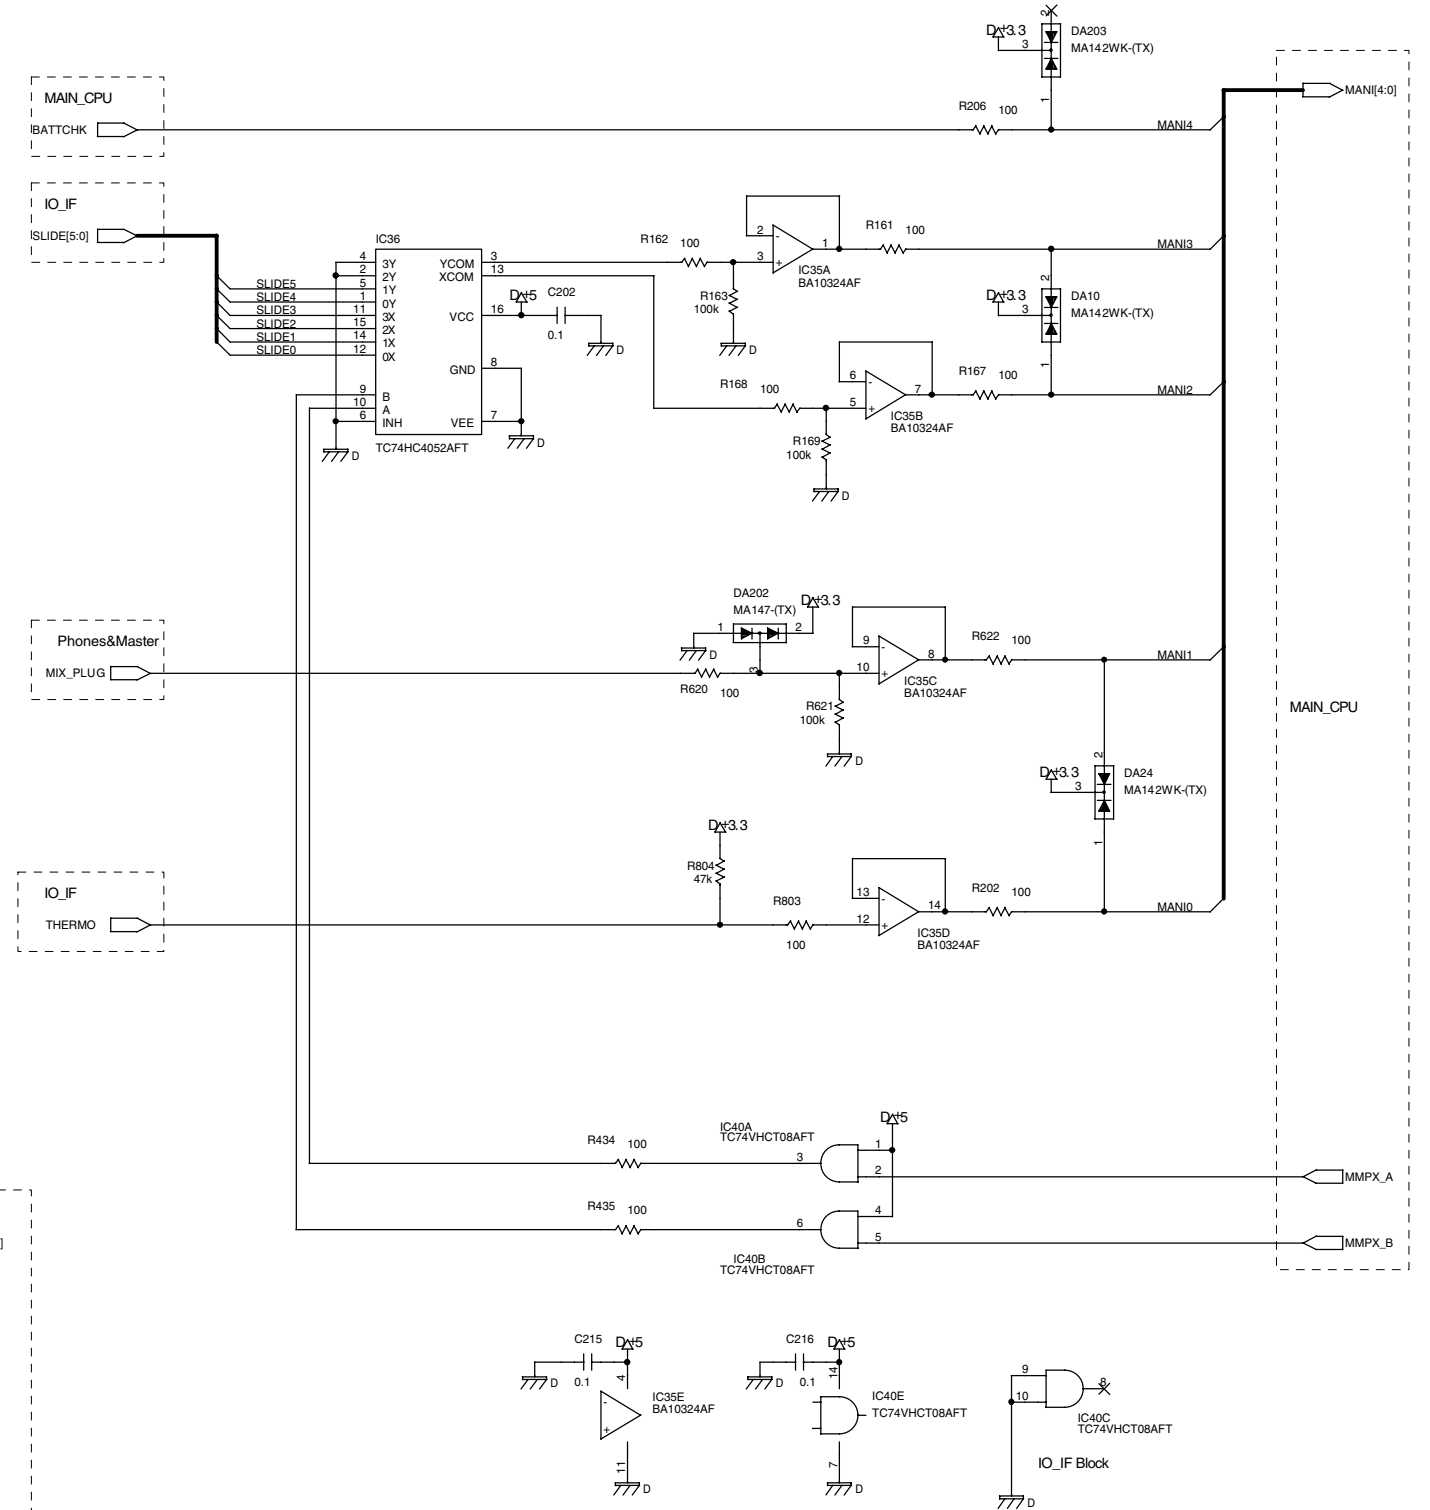 D+3.3
2
3
1
DA203
MA142WK-(TX)
MAIN_CPU
BATTCHK
R206
100
MANI4
MANI[4:0]
IO_IF
SLIDE[5:0]
SLIDE5
SLIDE4
SLIDE3
SLIDE2
SLIDE1
SLIDE0
IC36
4 3Y
2 2Y
5 1Y
1 0Y
11 3X
15 2X
14 1X
12 0X
9 B
10 A
6 INH
YCOM 3
XCOM 13
VCC 16
GND 8
VEE 7
TC74HC4052AFT
D
D+5
C202
0.1
D
D
R162
100
R163
100k
D
2
-
3
+
1
IC35A
BA10324AF
R161
100
MANI3
D+3.3
2
3
1
DA10
MA142WK-(TX)
R168
100
R169
100k
D
6
-
5
+
7
IC35B
BA10324AF
R167
100
MANI2
Phones&Master
MIX_PLUG
DA202
MA147-(TX)
D+3.3
1
2
3
D
R620
100
R621
100k
D
9
-
10
+
8
IC35C
BA10324AF
R622
100
MANI1
MAIN_CPU
D+3.3
2
3
1
DA24
MA142WK-(TX)
IO_IF
THERMO
D+3.3
R804
47k
R803
100
13
-
12
+
14
IC35D
BA10324AF
R202
100
MANI0
R434
100
IC40A
TC74VHCT08AFT
D+5
3
1
2
MMPX_A
R435
100
6
4
5
IC40B
TC74VHCT08AFT
MMPX_B
]
C215
0.1
D+5
D
4
-
+
11
D
IC35E
BA10324AF
C216
0.1
D+5
D
14
7
D
IC40E
TC74VHCT08AFT
9
10
8
IC40C
TC74VHCT08AFT
IO_IF Block
D